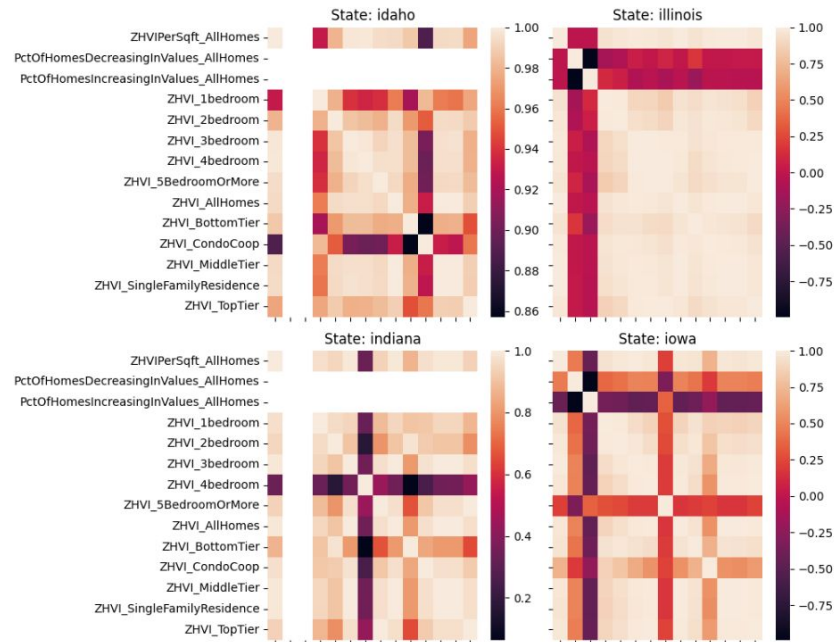 State: idaho
ZHVIPerSqft_AllHomes
PctOfHomesDecreasingInValues_AllHomes
PctOfHomesIncreasingInValues_AllHomes
ZHVI_1bedroom
ZHVI_2bedroom
ZHVI_3bedroom
ZHVI_4bedroom
ZHVI_5BedroomOrMore
ZHVI_AllHomes
ZHVI_BottomTier
ZHVI_CondoCoop
ZHVI_MiddleTier
ZHVI_SingleFamilyResidence
ZHVI_TopTier
1.00
0.98
0.96
0.94
0.92
0.90
0.88
0.86
State: illinois
1.00
0.75
0.50
0.25
0.00
-0.25
-0.50
-0.75
State: indiana
ZHVIPerSqft_AllHomes
PctOfHomesDecreasingInValues_AllHomes
PctOfHomesIncreasingInValues_AllHomes
ZHVI_1bedroom
ZHVI_2bedroom
ZHVI_3bedroom
ZHVI_4bedroom
ZHVI_5BedroomOrMore
ZHVI_AllHomes
ZHVI_BottomTier
ZHVI_CondoCoop
ZHVI_MiddleTier
ZHVI_SingleFamilyResidence
ZHVI_TopTier
1.0
0.8
0.6
0.4
0.2
State: iowa
1.00
0.75
0.50
0.25
0.00
-0.25
-0.50
-0.75